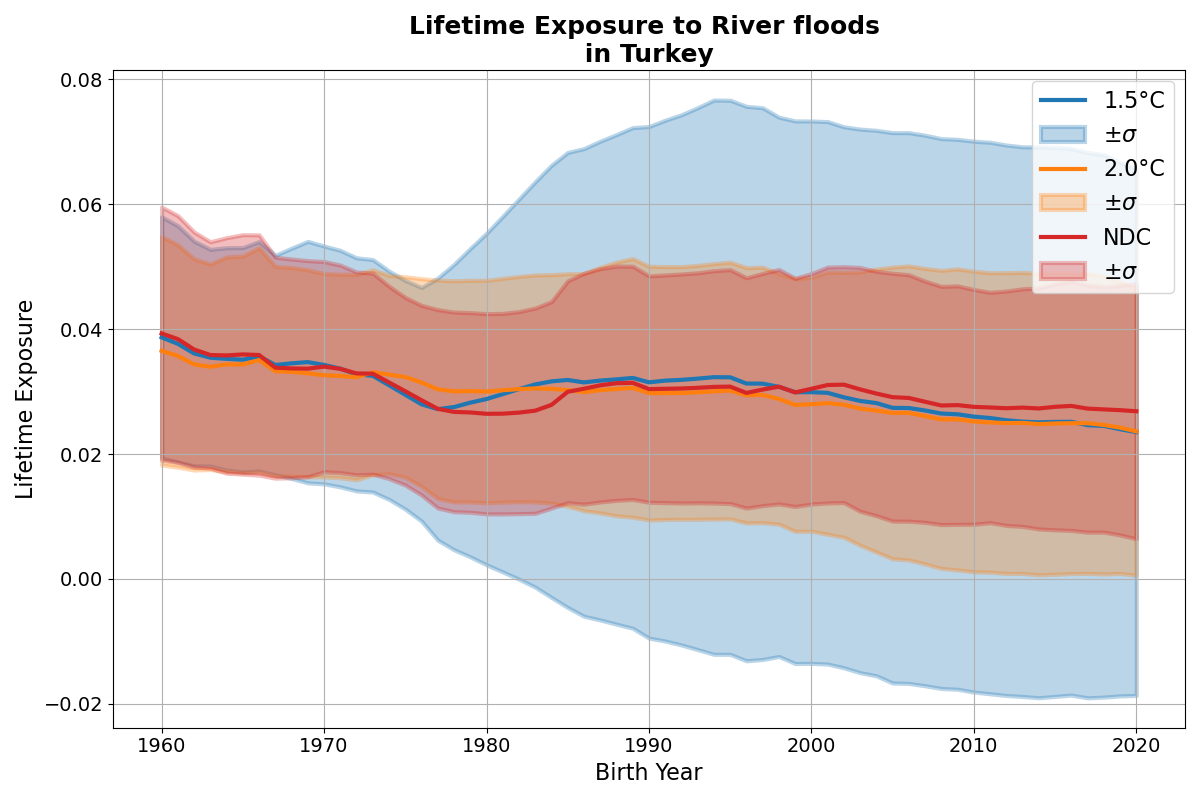 Lifetime Exposure to River floods
in Turkey
0.08
0.06
0.04
0.02
0.00
−0.02
Lifetime Exposure
1960
1970
1980
1990
2000
2010
2020
Birth Year
1.5°C
±σ
2.0°C
±σ
NDC
±σ